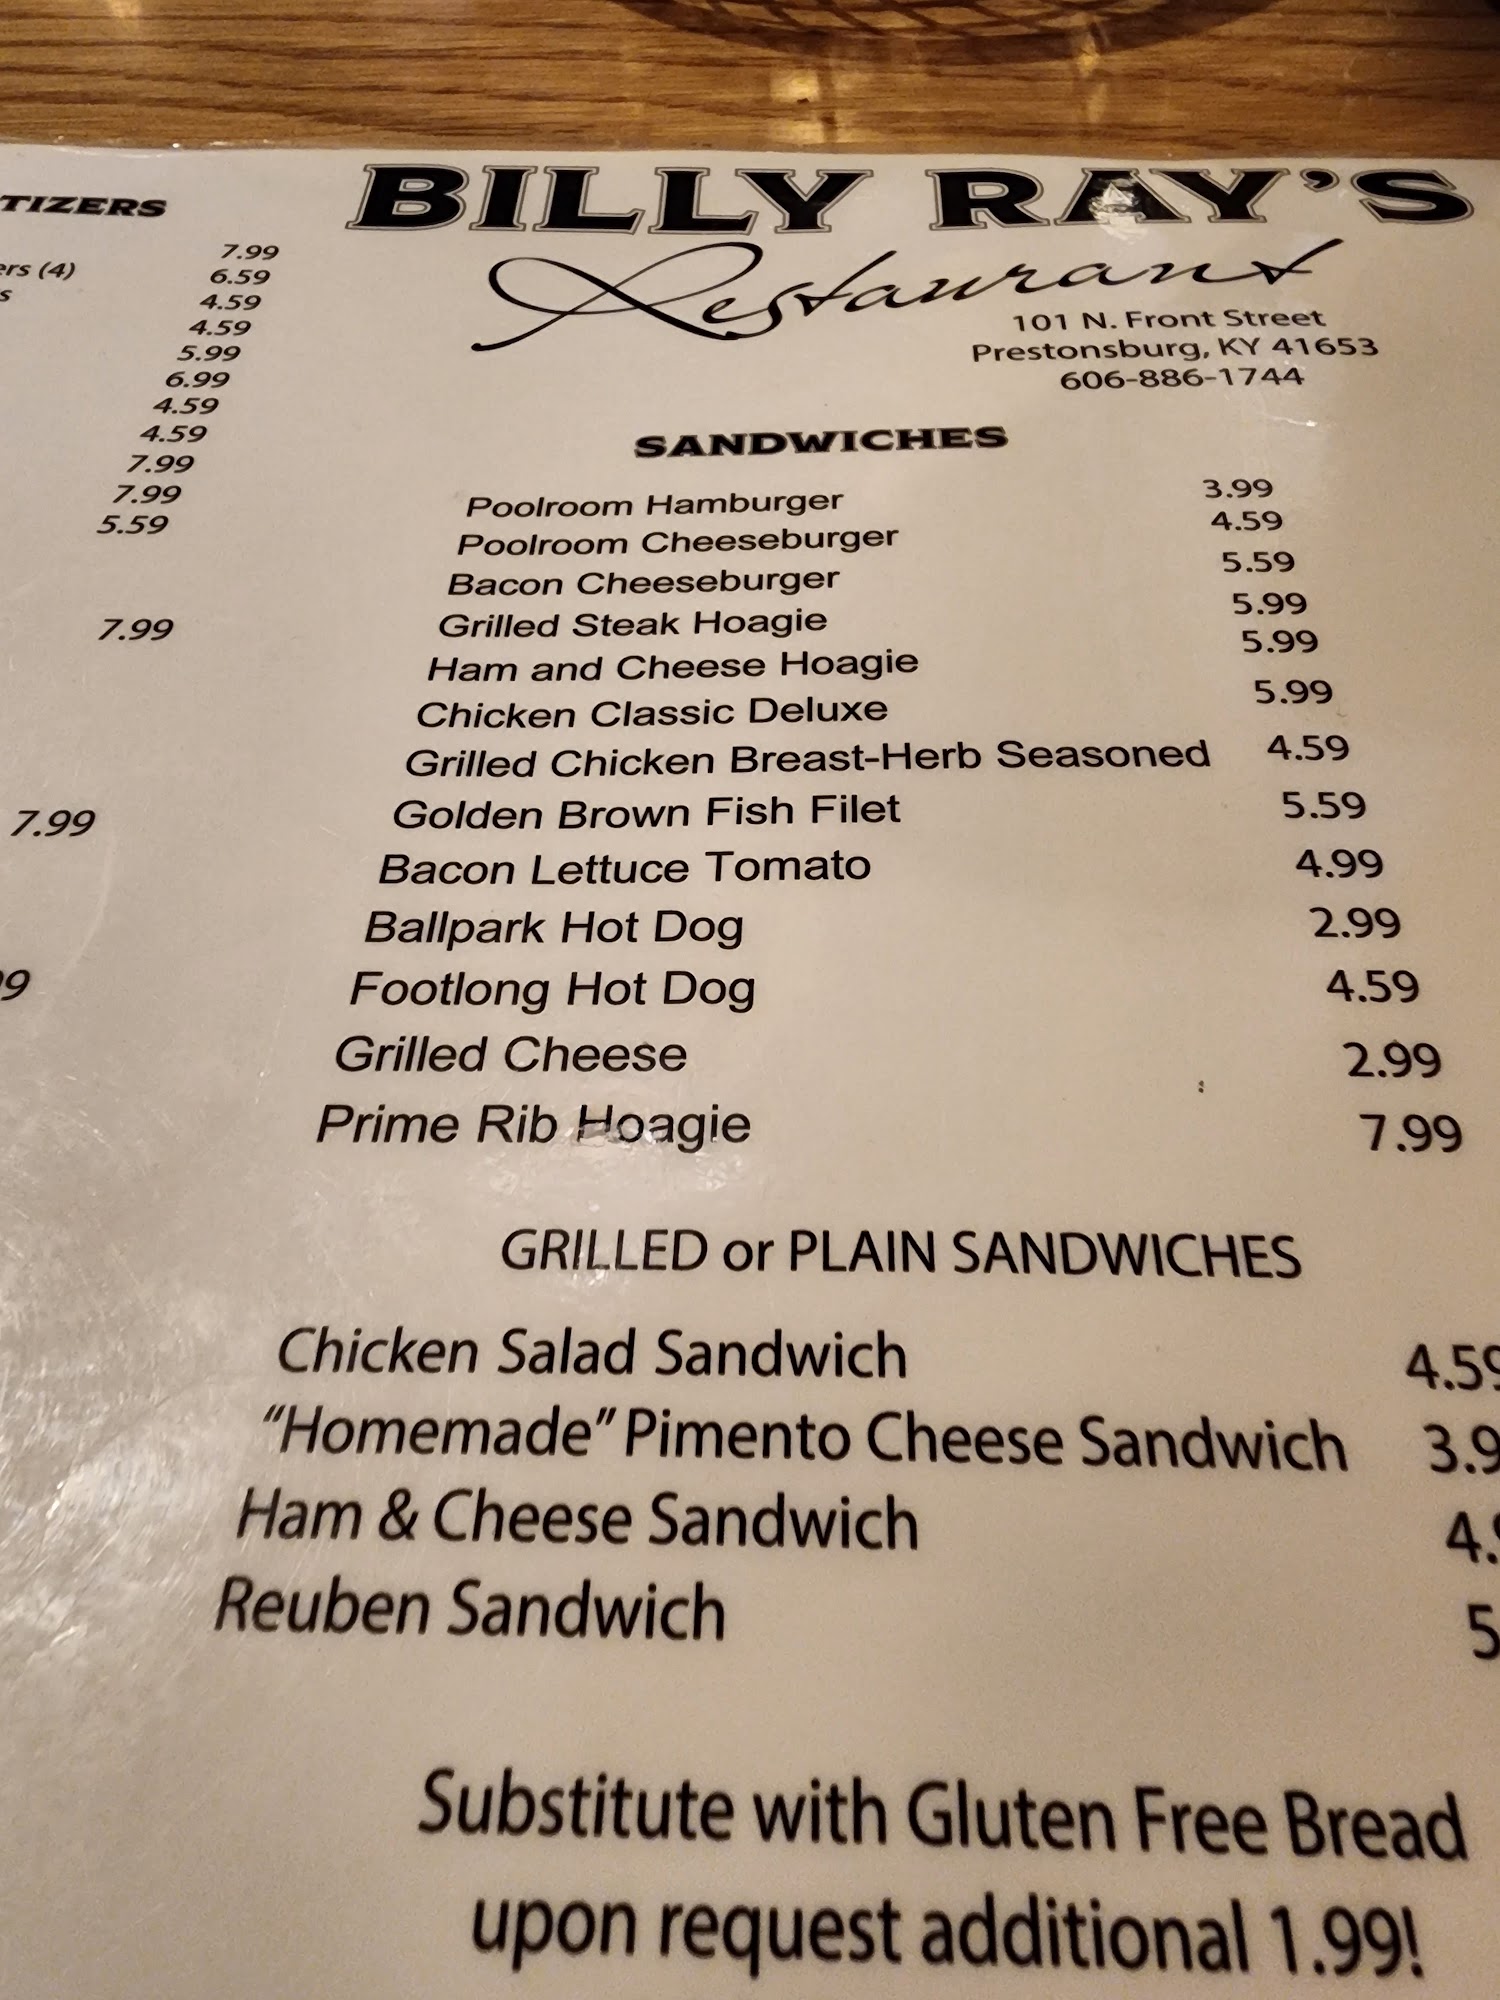 TIZERS
7.99
ers (4) 6.59
s 4.59
4.59
5.99
6.99
4.59
4.59
7.99
7.99
5.59
7.99
7.99
99
BILLY RAY'S
Restaurant
101 N. Front Street
Prestonsburg, KY 41653
606-886-1744
SANDWICHES
Poolroom Hamburger 3.99
Poolroom Cheeseburger 4.59
Bacon Cheeseburger 5.59
Grilled Steak Hoagie 5.99
Ham and Cheese Hoagie 5.99
Chicken Classic Deluxe 5.99
Grilled Chicken Breast-Herb Seasoned 4.59
Golden Brown Fish Filet 5.59
Bacon Lettuce Tomato 4.99
Ballpark Hot Dog 2.99
Footlong Hot Dog 4.59
Grilled Cheese 2.99
Prime Rib Hoagie 7.99
GRILLED or PLAIN SANDWICHES
Chicken Salad Sandwich 4.59
"Homemade" Pimento Cheese Sandwich 3.9
Ham & Cheese Sandwich 4.
Reuben Sandwich 5
Substitute with Gluten Free Bread
upon request additional 1.99!